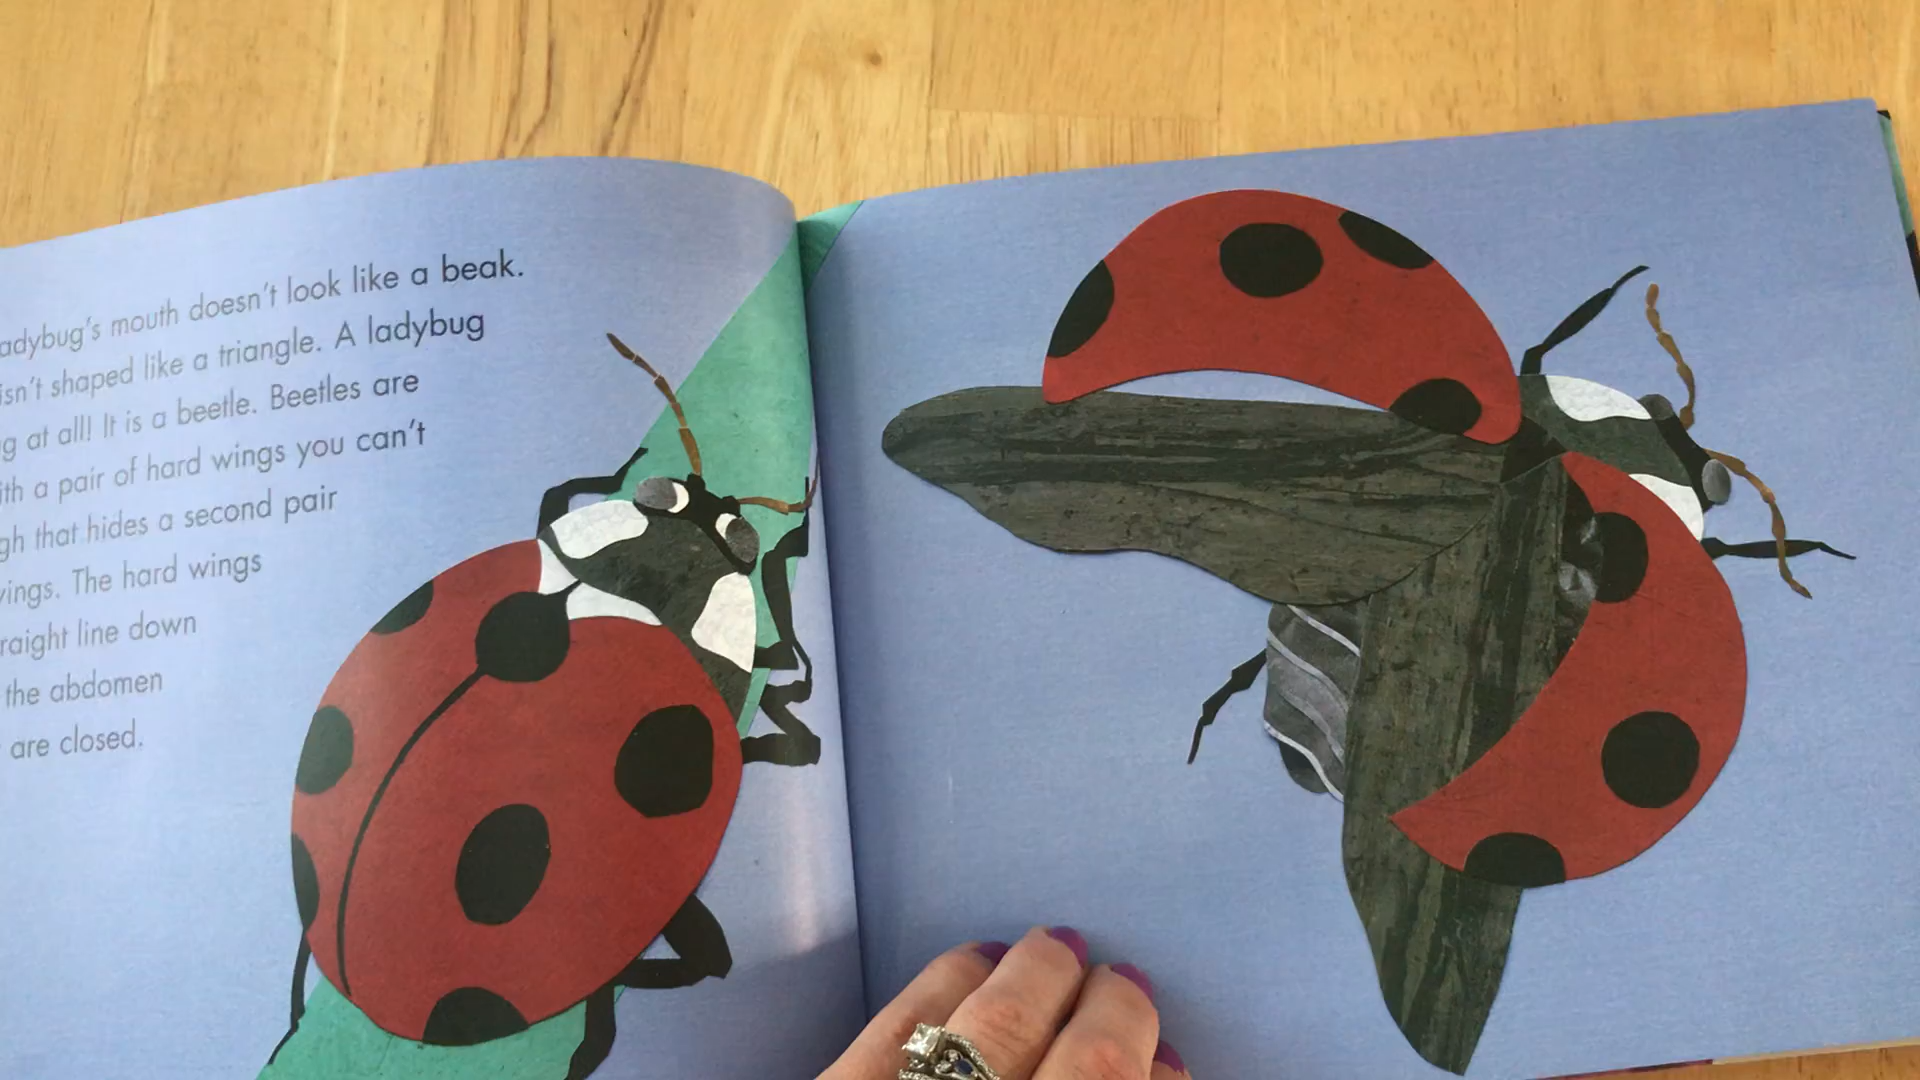 adybug's mouth doesn't look like a beak.
isn't shaped like a triangle. A ladybug
g at all! It is a beetle. Beetles are
ith a pair of hard wings you can't
gh that hides a second pair
ings. The hard wings
raight line down
the abdomen
are closed.